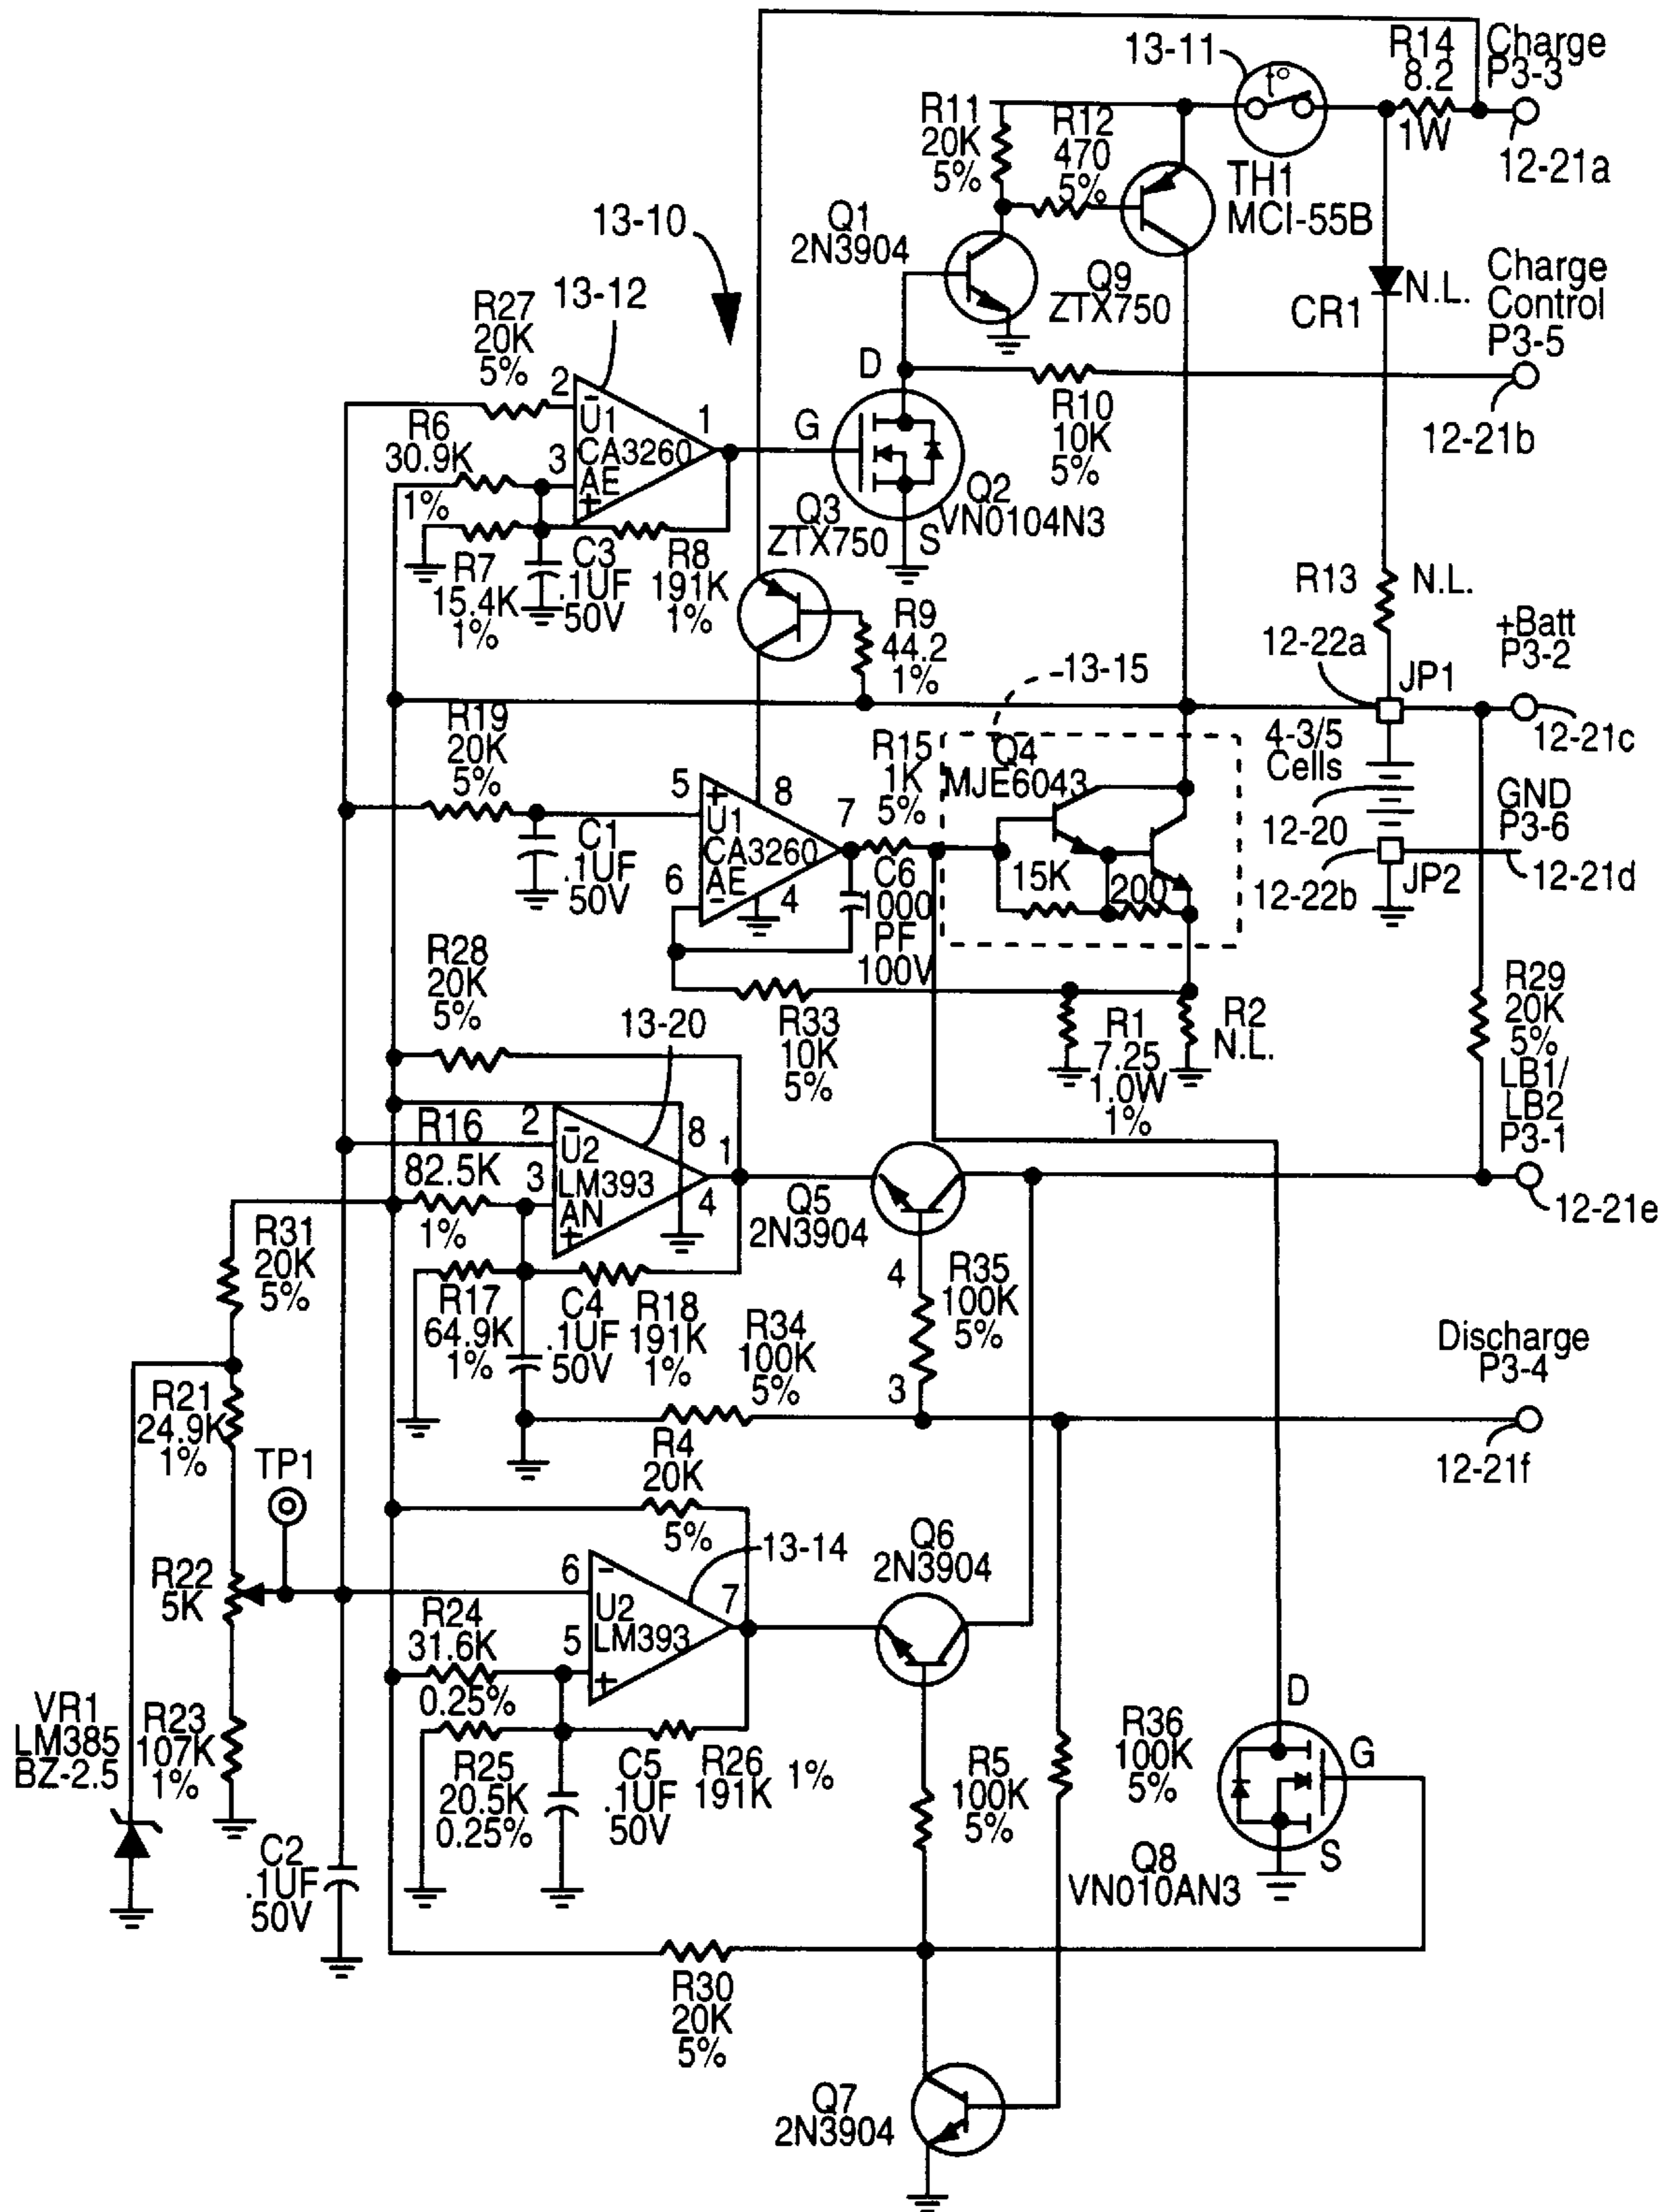 13-11
R14
8.2
1W
Charge
P3-3
12-21a
t°
TH1
MCI-55B
R11
20K
5%
R12
470
5%
Q1
2N3904
Q9
ZTX750
13-10
13-12
CR1
N.L.
Charge
Control
P3-5
12-21b
R27
20K
5%
2
-
U1
CA3260
AE
+
3
1
R6
30.9K
1%
R7
15.4K
1%
C3
.1UF
50V
R8
191K
1%
D
G
S
Q2
VN0104N3
R10
10K
5%
Q3
ZTX750
R9
44.2
1%
R13
N.L.
12-22a
JP1
+Batt
P3-2
12-21c
13-15
R19
20K
5%
C1
.1UF
50V
5
+
U1
CA3260
AE
-
6
8
7
4
R15
1K
5%
Q4
MJE6043
15K
200
C6
1000
PF
100V
4-3/5
Cells
12-20
12-22b
JP2
GND
P3-6
12-21d
R28
20K
5%
R33
10K
5%
R1
7.25
1.0W
1%
R2
N.L.
R29
20K
5%
LB1/
LB2
P3-1
12-21e
13-20
R16
82.5K
1%
2
-
U2
LM393
AN
+
3
8
1
4
Q5
2N3904
R31
20K
5%
R17
64.9K
1%
C4
.1UF
50V
R18
191K
1%
R34
100K
5%
4
R35
100K
5%
3
Discharge
P3-4
12-21f
R21
24.9K
1%
TP1
R4
20K
5%
13-14
R22
5K
6
-
U2
LM393
+
5
7
Q6
2N3904
R24
31.6K
0.25%
R25
20.5K
0.25%
C5
.1UF
50V
R26
191K
1%
VR1
LM385
BZ-2.5
R23
107K
1%
C2
.1UF
50V
R5
100K
5%
R36
100K
5%
D
G
S
Q8
VN010AN3
R30
20K
5%
Q7
2N3904